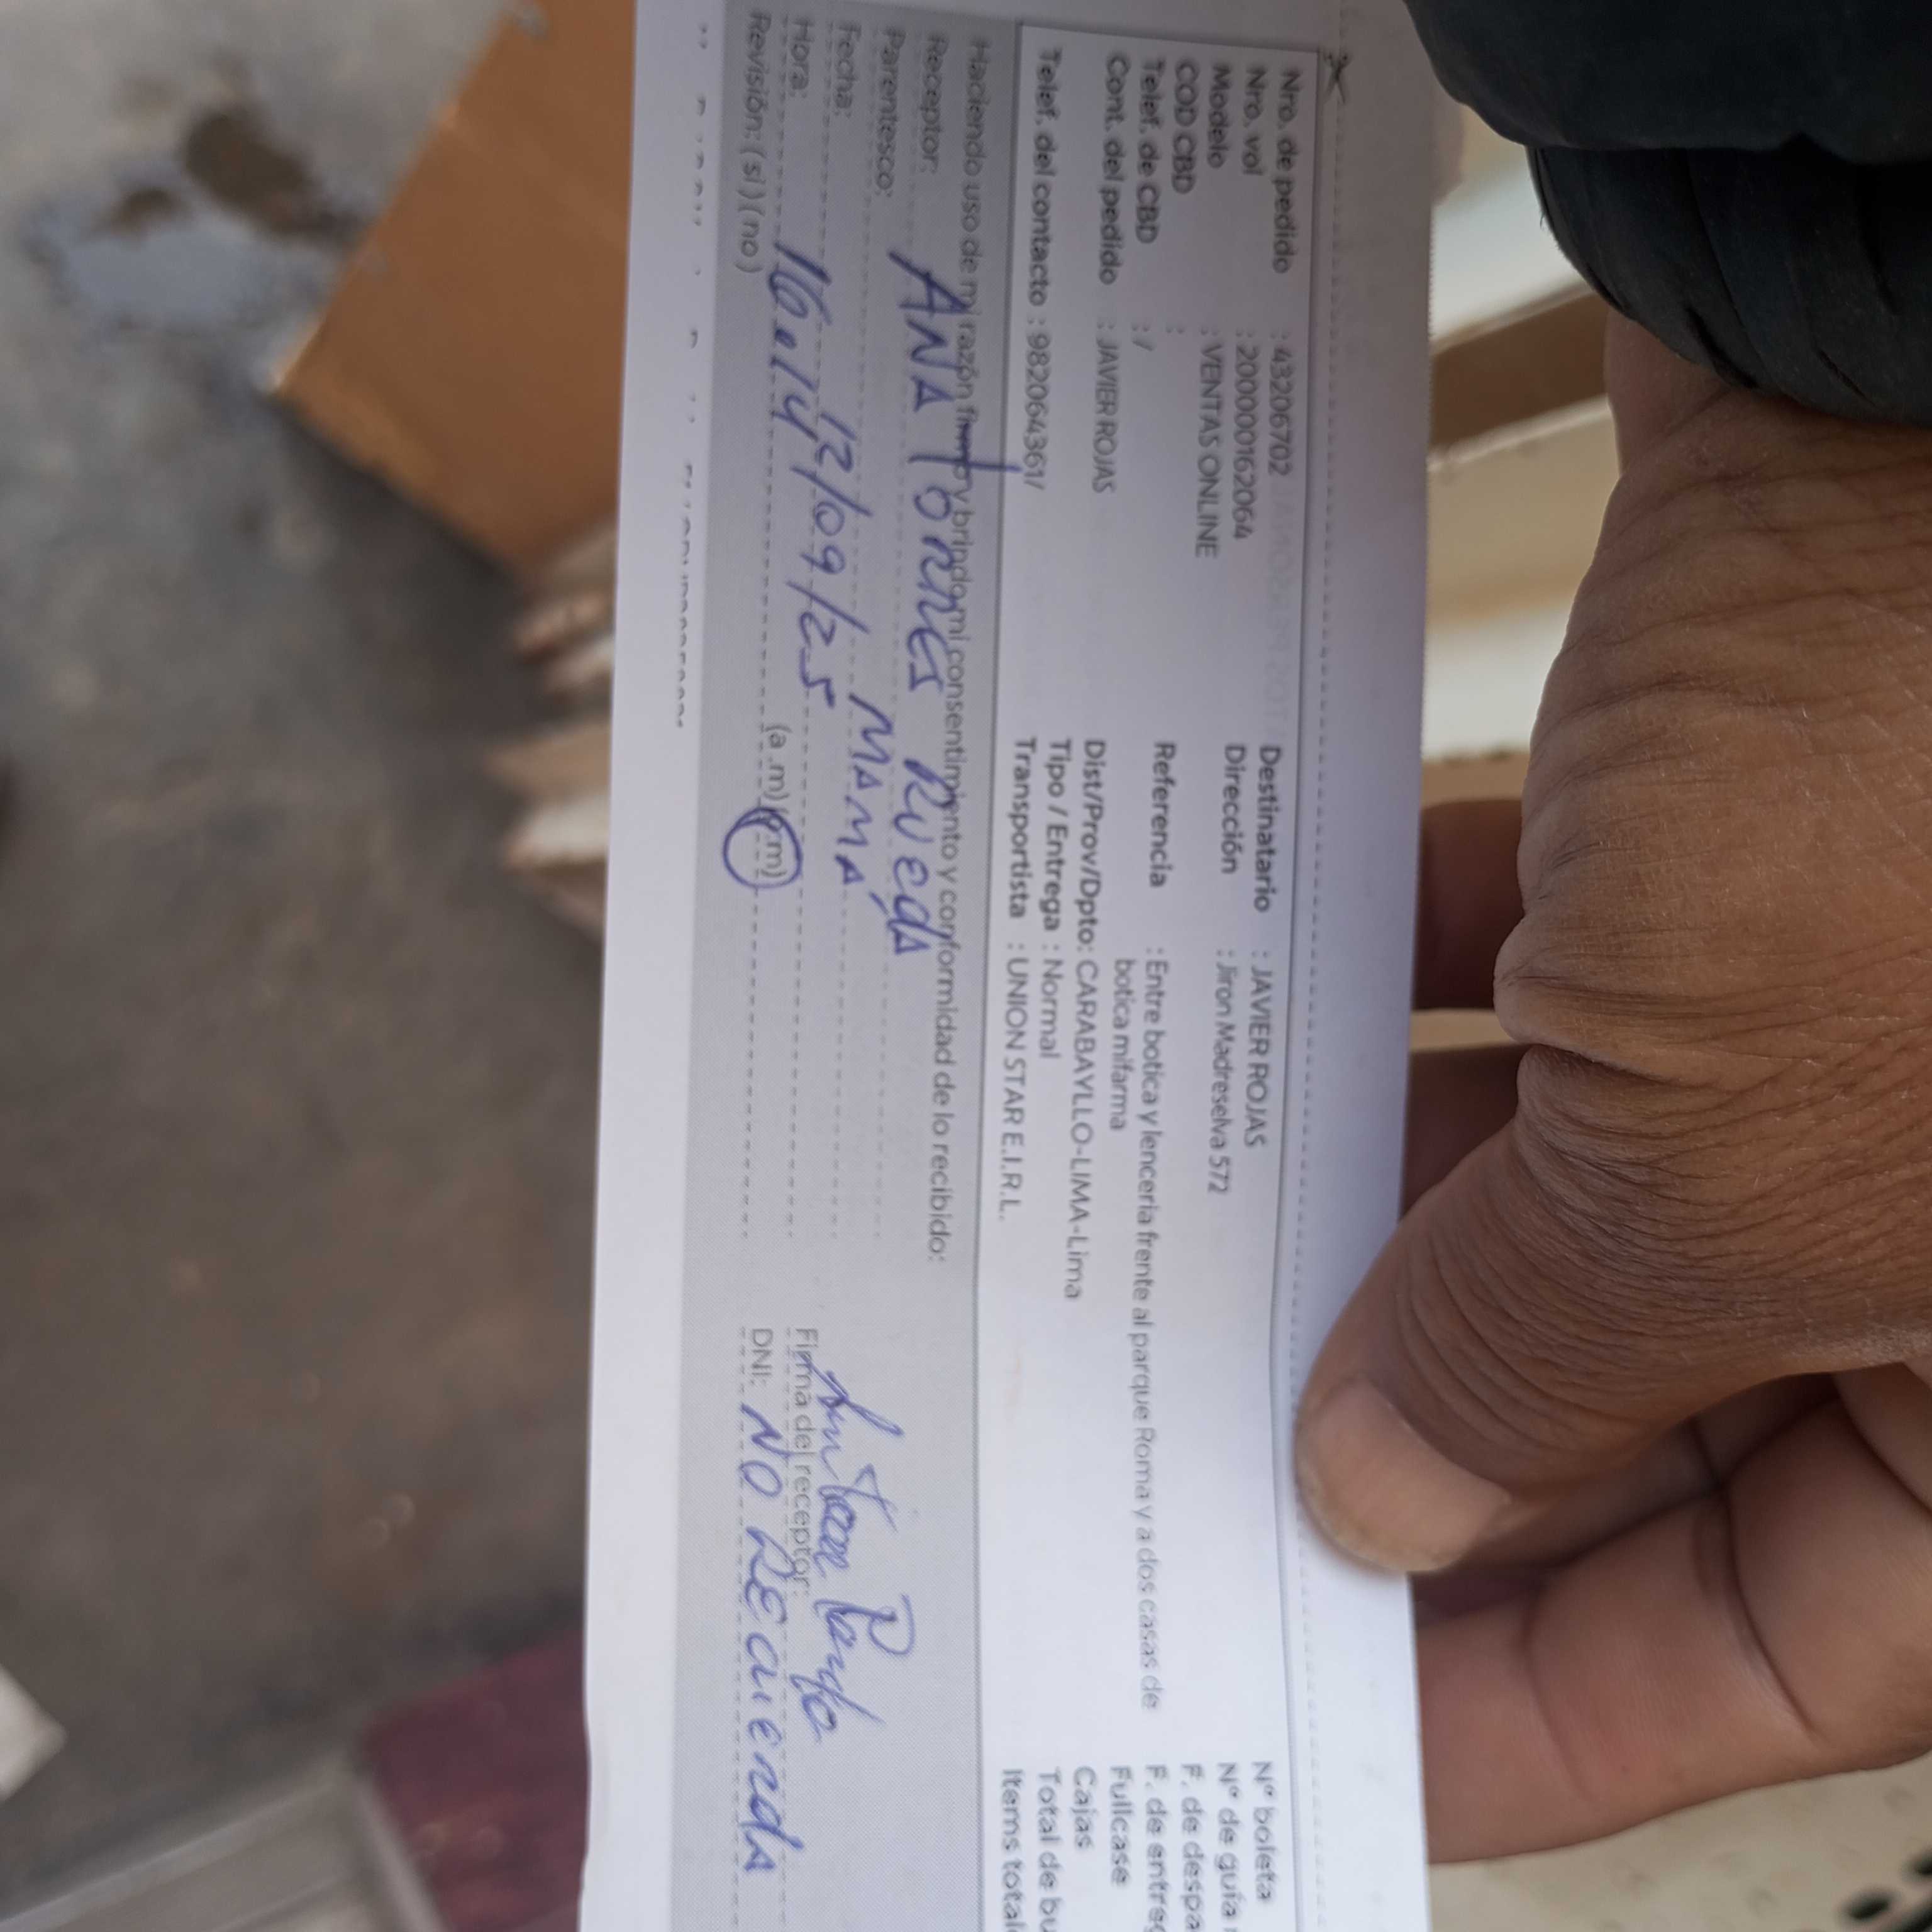 Nro. de pedido : 43206702
Nro. vol : 200000162064
Modelo : VENTAS ONLINE
COD CBD :
Telef. de CBD : /
Cont. del pedido : JAVIER ROJAS
Telef. del contacto : 982064361/
Destinatario : JAVIER ROJAS
Dirección : Jiron Madreselva 572
Referencia : Entre botica y lenceria frente al parque Roma y a dos casas de
botica mifarma
Dist/Prov/Dpto: CARABAYLLO-LIMA-Lima
Tipo / Entrega : Normal
Transportista : UNION STAR E.I.R.L.
N° boleta
N° de guía
F. de despa
F. de entreg
Fullcase
Cajas
Total de bu
Items total
Haciendo uso de mi razón firmo y brindo mi consentimiento y conformidad de lo recibido:
Receptor: ANA TORRES RUEDA
Parentesco: MAMÁ
Fecha: 12/09/25
Hora: 16:14 (a .m) (p.m)
Revisión: (si) (no)
Firma del receptor:
DNI: NO RECUERDA